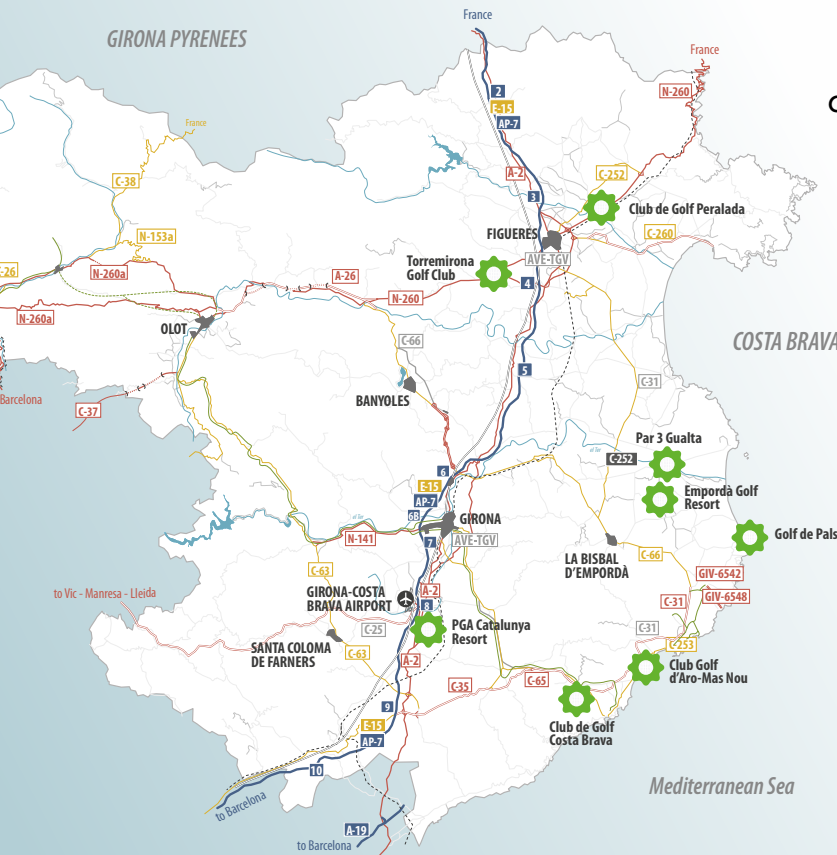 France
GIRONA PYRENEES
France
2
E-15
AP-7
N-260
C
France
A-2
C-252
C-38
3
Club de Golf Peralada
N-153a
FIGUERES
C-260
AVE-TGV
Torremirona
Golf Club
-26
N-260a
A-26
4
N-260
N-260a
OLOT
C-66
COSTA BRAVA
5
C-31
BANYOLES
Barcelona
C-37
Par 3 Gualta
el Ter
C-252
6
E-15
AP-7
Empordà Golf
Resort
6B
el Ter
GIRONA
Golf de Pals
N-141
7
AVE-TGV
LA BISBAL
D'EMPORDÀ
C-66
C-63
GIV-6542
to Vic - Manresa - Lleida
GIRONA-COSTA
BRAVA AIRPORT
A-2
8
C-31
GIV-6548
C-25
PGA Catalunya
Resort
C-31
SANTA COLOMA
DE FARNERS
C-63
A-2
C-253
Club Golf
d'Aro-Mas Nou
C-35
C-65
9
E-15
AP-7
Club de Golf
Costa Brava
10
Mediterranean Sea
to Barcelona
A-19
to Barcelona